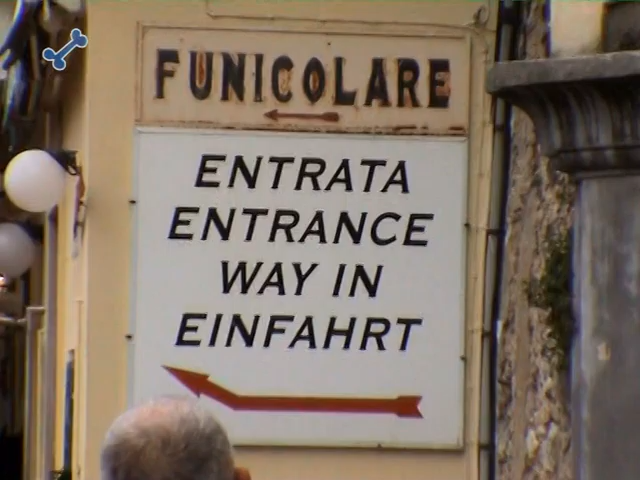 FUNICOLARE
ENTRATA
ENTRANCE
WAY IN
EINFAHRT